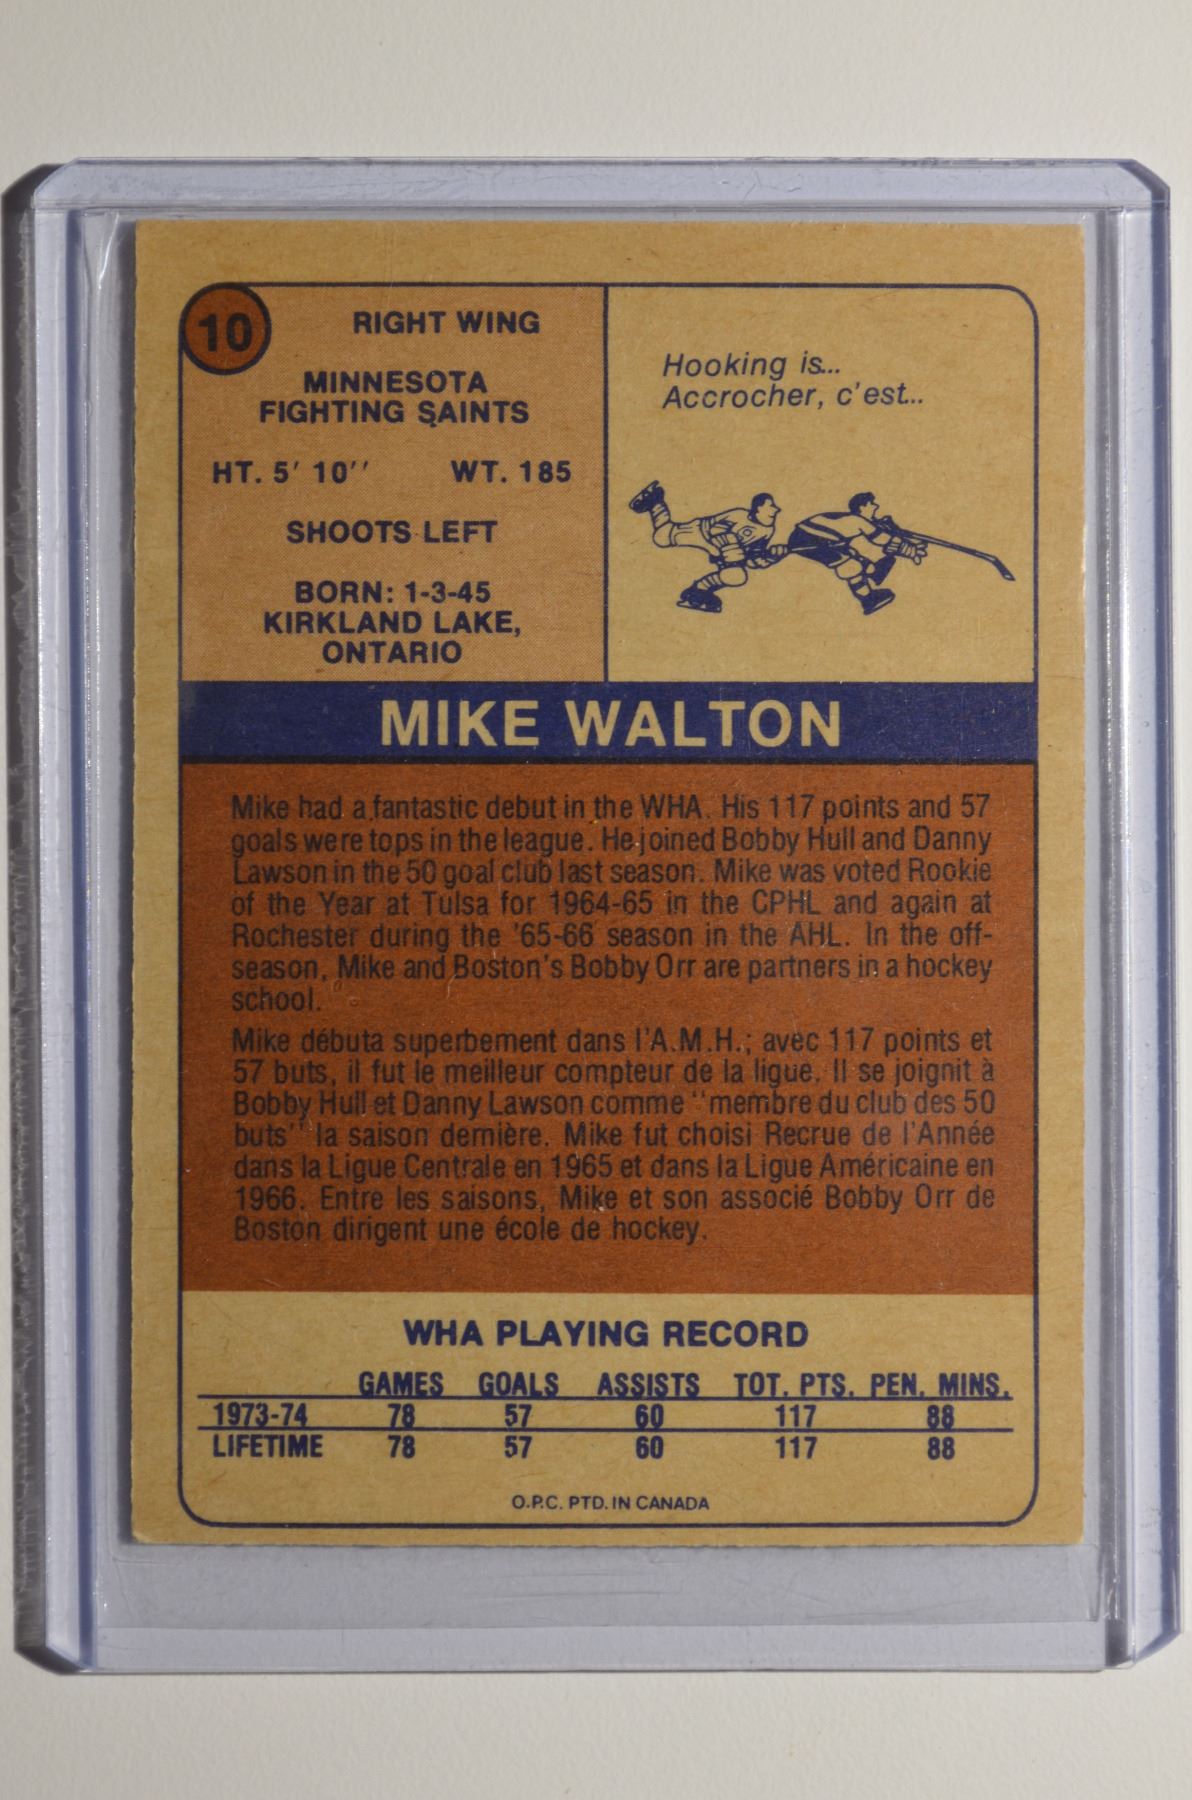 10
RIGHT WING
MINNESOTA
FIGHTING SAINTS
HT. 5' 10'' WT. 185
SHOOTS LEFT
BORN: 1-3-45
KIRKLAND LAKE,
ONTARIO
Hooking is...
Accrocher, c'est...
MIKE WALTON
Mike had a fantastic debut in the WHA. His 117 points and 57
goals were tops in the league. He joined Bobby Hull and Danny
Lawson in the 50 goal club last season. Mike was voted Rookie
of the Year at Tulsa for 1964-65 in the CPHL and again at
Rochester during the '65-66 season in the AHL. In the off-
season, Mike and Boston's Bobby Orr are partners in a hockey
school.
Mike débuta superbement dans l'A.M.H.; avec 117 points et
57 buts, il fut le meilleur compteur de la ligue. Il se joignit à
Bobby Hull et Danny Lawson comme "membre du club des 50
buts" la saison dernière. Mike fut choisi Recrue de l'Année
dans la Ligue Centrale en 1965 et dans la Ligue Américaine en
1966. Entre les saisons, Mike et son associé Bobby Orr de
Boston dirigent une école de hockey.
WHA PLAYING RECORD
GAMES GOALS ASSISTS TOT. PTS. PEN. MINS.
1973-74 78 57 60 117 88
LIFETIME 78 57 60 117 88
O.P.C. PTD. IN CANADA